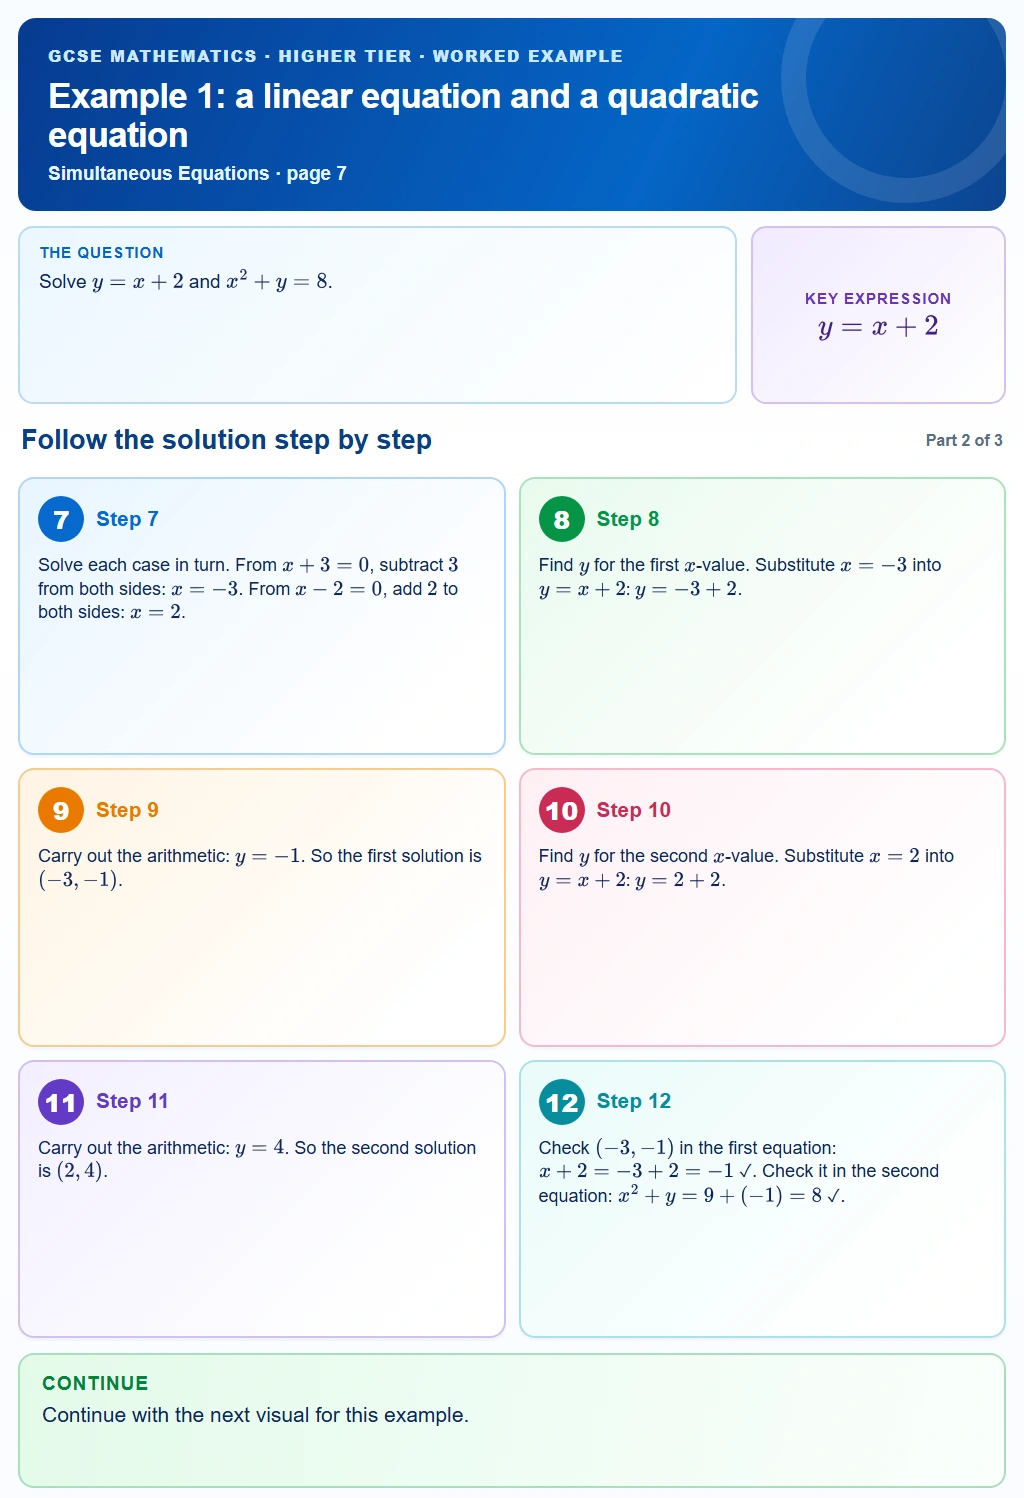 GCSE MATHEMATICS · HIGHER TIER · WORKED EXAMPLE
Example 1: a linear equation and a quadratic
equation
Simultaneous Equations · page 7
THE QUESTION
Solve y = x + 2 and x² + y = 8.
KEY EXPRESSION
y = x + 2
Follow the solution step by step
Part 2 of 3
7 Step 7
Solve each case in turn. From x + 3 = 0, subtract 3
from both sides: x = −3. From x − 2 = 0, add 2 to
both sides: x = 2.
8 Step 8
Find y for the first x-value. Substitute x = −3 into
y = x + 2: y = −3 + 2.
9 Step 9
Carry out the arithmetic: y = −1. So the first solution is
(−3, −1).
10 Step 10
Find y for the second x-value. Substitute x = 2 into
y = x + 2: y = 2 + 2.
11 Step 11
Carry out the arithmetic: y = 4. So the second solution
is (2, 4).
12 Step 12
Check (−3, −1) in the first equation:
x + 2 = −3 + 2 = −1 ✓. Check it in the second
equation: x² + y = 9 + (−1) = 8 ✓.
CONTINUE
Continue with the next visual for this example.